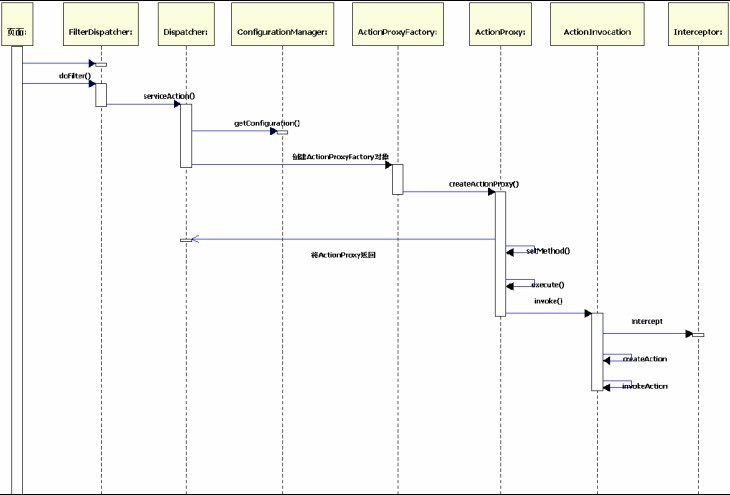 页面:
FilterDispatcher:
Dispatcher:
ConfigurationManager:
ActionProxyFactory:
ActionProxy:
ActionInvocation
Interceptor:
doFilter()
serviceAction()
getConfiguration()
创建ActionProxyFactory对象
createActionProxy()
将ActionProxy返回
setMethod()
execute()
invoke()
Intercept
createAction
invokeAction